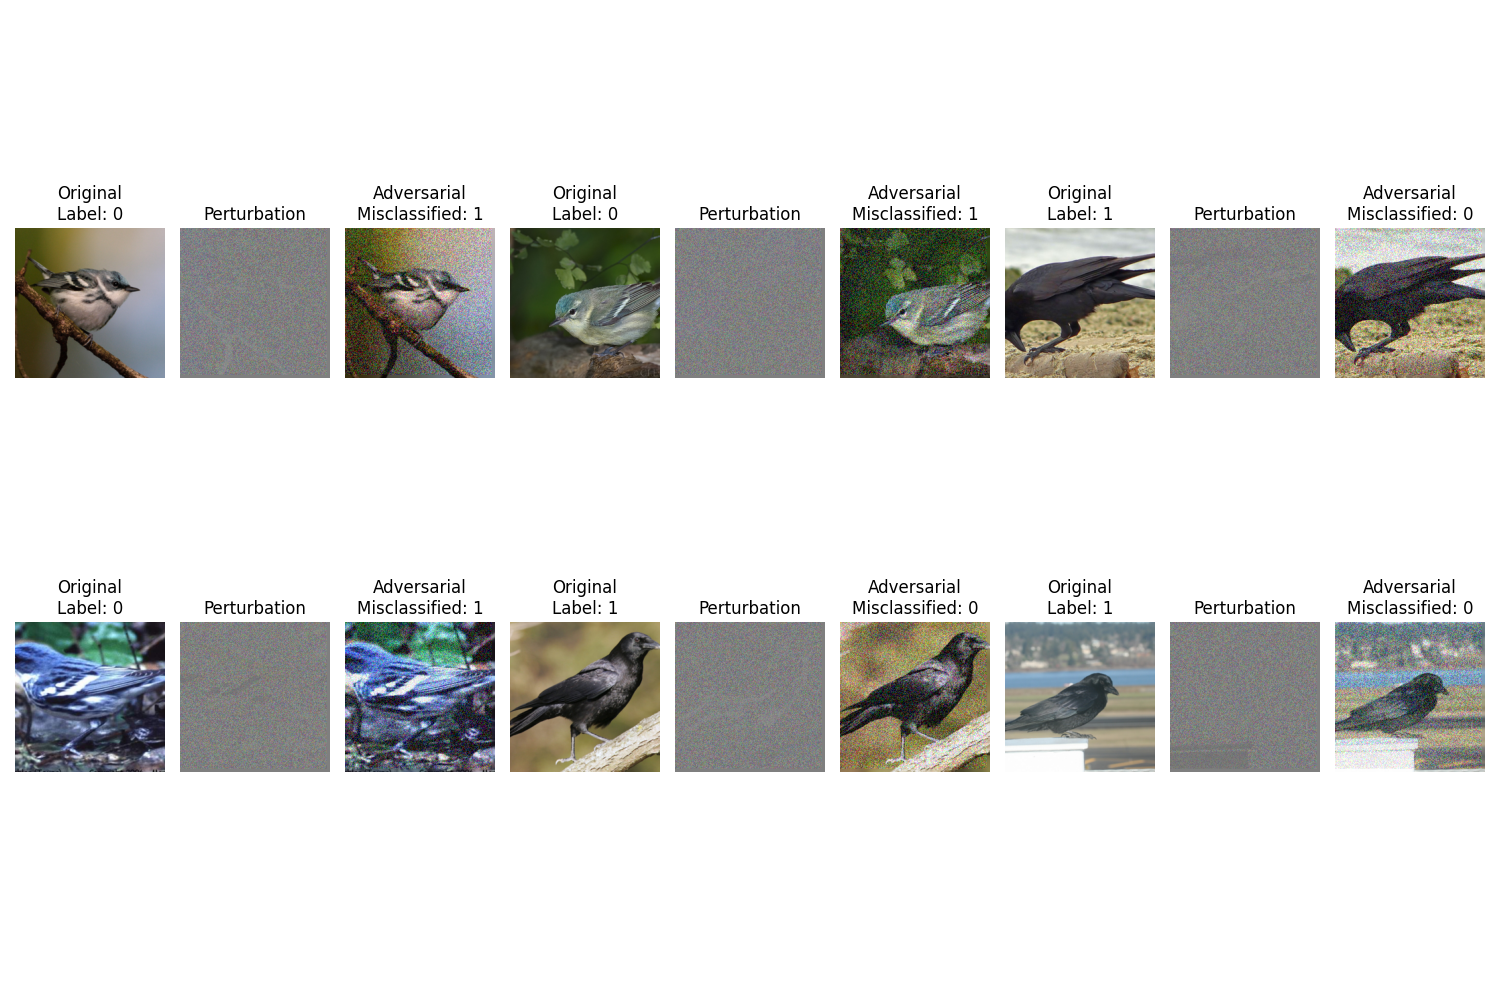 Original
Label: 0
Perturbation
Adversarial
Misclassified: 1
Original
Label: 0
Perturbation
Adversarial
Misclassified: 1
Original
Label: 1
Perturbation
Adversarial
Misclassified: 0
Original
Label: 0
Perturbation
Adversarial
Misclassified: 1
Original
Label: 1
Perturbation
Adversarial
Misclassified: 0
Original
Label: 1
Perturbation
Adversarial
Misclassified: 0